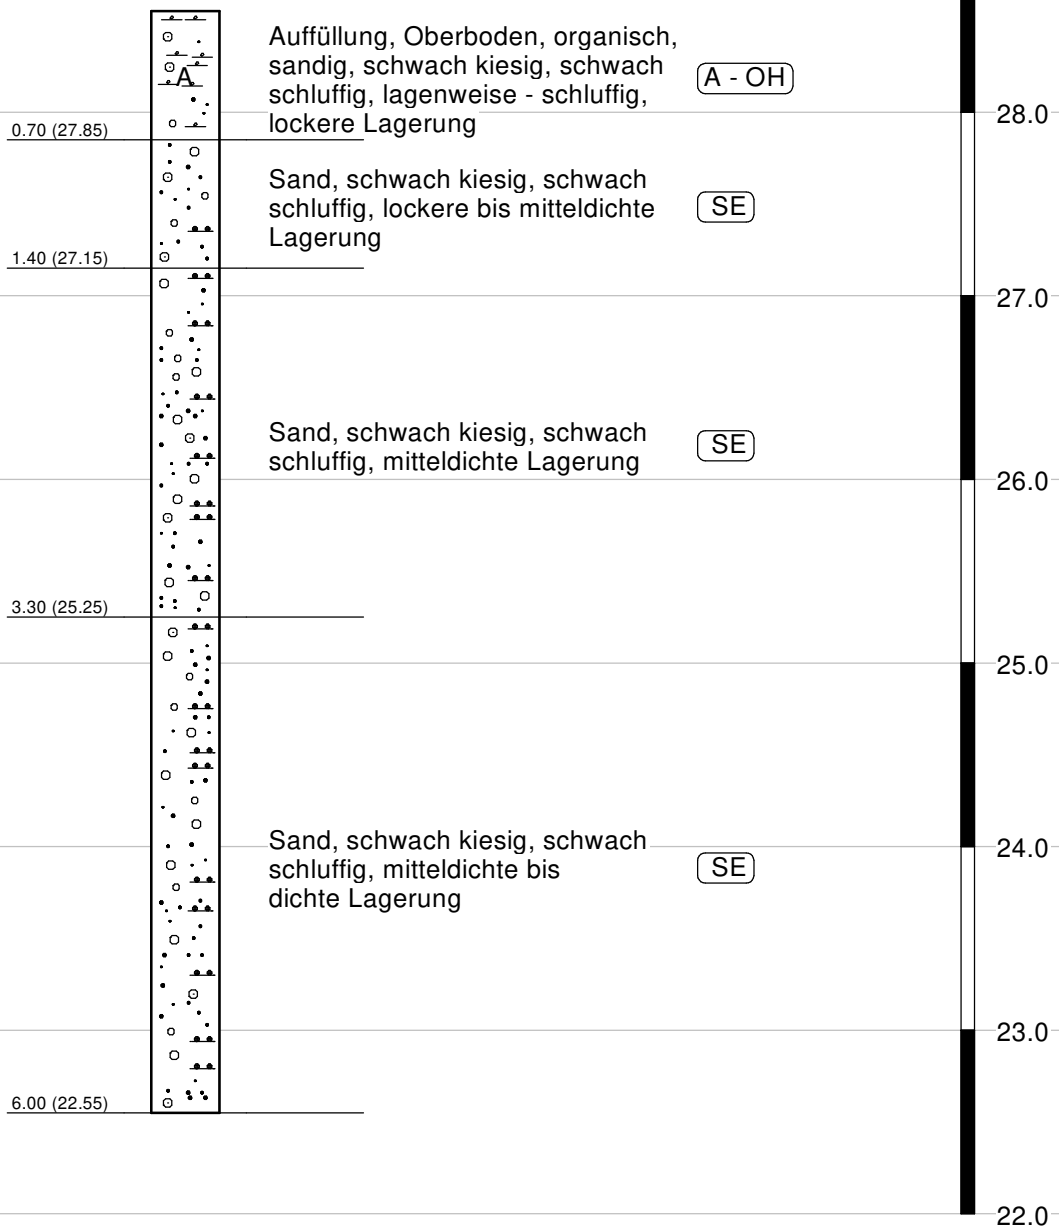 Auffüllung, Oberboden, organisch,
sandig, schwach kiesig, schwach
schluffig, lagenweise - schluffig,
lockere Lagerung
A
A - OH
28.0
0.70 (27.85)
Sand, schwach kiesig, schwach
schluffig, lockere bis mitteldichte
Lagerung
SE
1.40 (27.15)
27.0
Sand, schwach kiesig, schwach
schluffig, mitteldichte Lagerung
SE
26.0
3.30 (25.25)
25.0
Sand, schwach kiesig, schwach
schluffig, mitteldichte bis
dichte Lagerung
SE
24.0
23.0
6.00 (22.55)
22.0